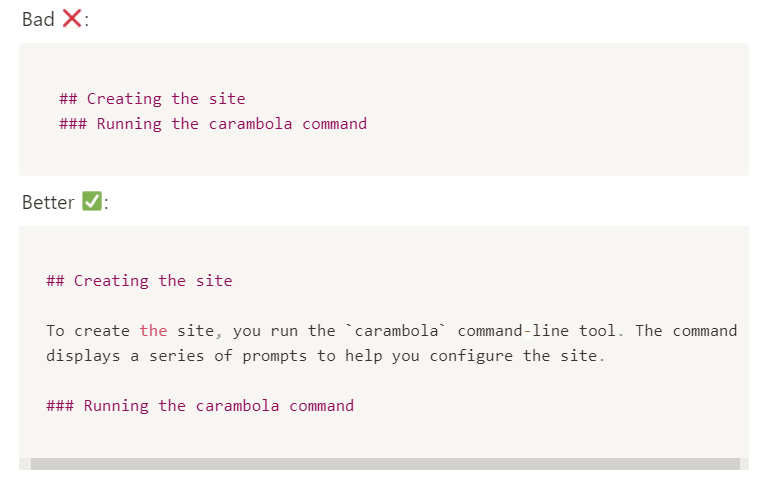 Bad ❌:
## Creating the site
### Running the carambola command
Better ✅:
## Creating the site
To create the site, you run the `carambola` command-line tool. The command
displays a series of prompts to help you configure the site.
### Running the carambola command